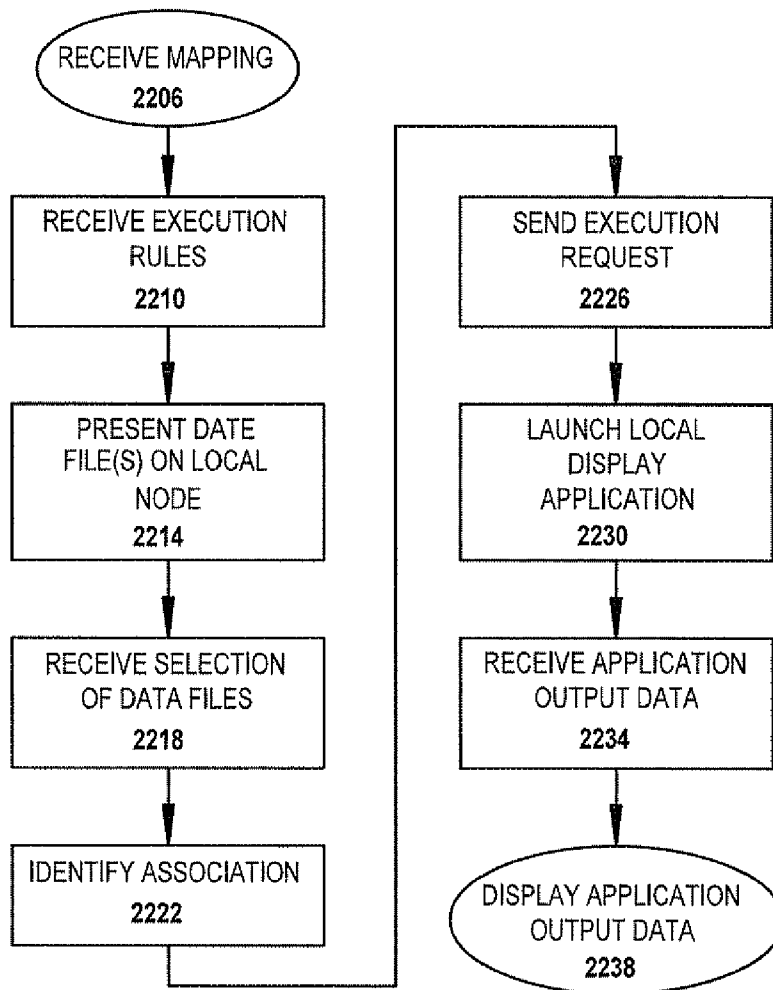 RECEIVE MAPPING
2206
RECEIVE EXECUTION
RULES
2210
PRESENT DATE
FILE(S) ON LOCAL
NODE
2214
RECEIVE SELECTION
OF DATA FILES
2218
IDENTIFY ASSOCIATION
2222
SEND EXECUTION
REQUEST
2226
LAUNCH LOCAL
DISPLAY
APPLICATION
2230
RECEIVE APPLICATION
OUTPUT DATA
2234
DISPLAY APPLICATION
OUTPUT DATA
2238